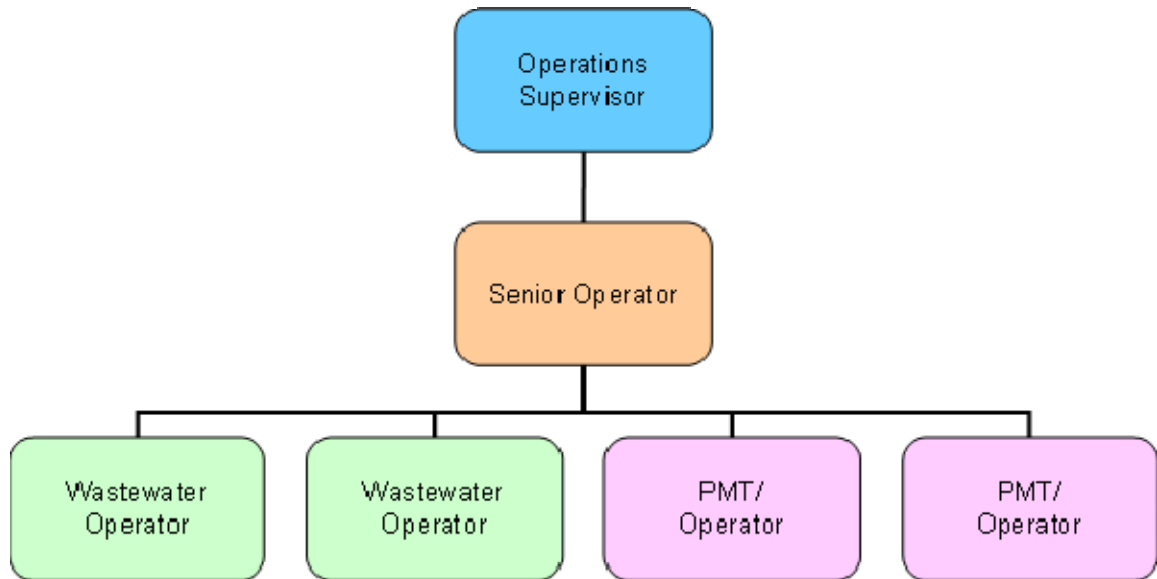 Operations
Supervisor
Senior Operator
Wastewater
Operator
Wastewater
Operator
PMT/
Operator
PMT/
Operator